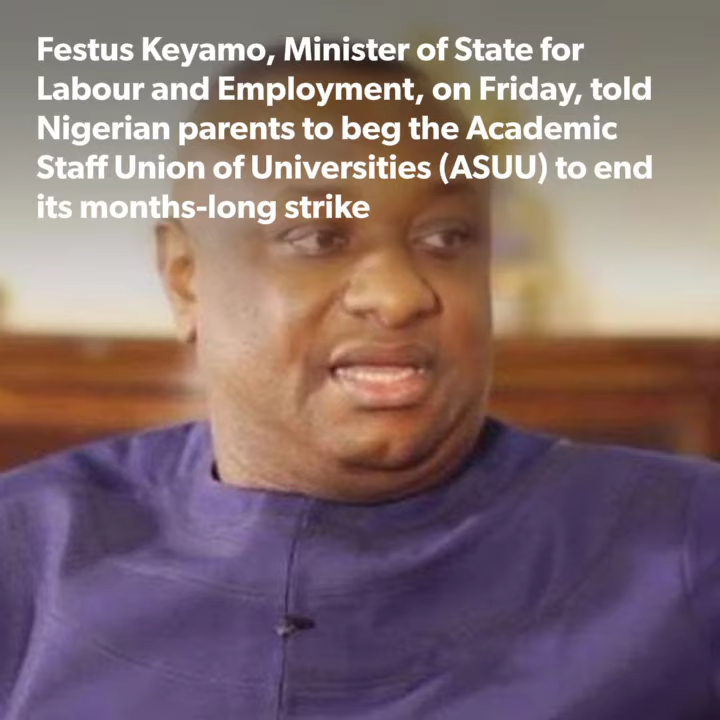 Festus Keyamo, Minister of State for
Labour and Employment, on Friday, told
Nigerian parents to beg the Academic
Staff Union of Universities (ASUU) to end
its months-long strike